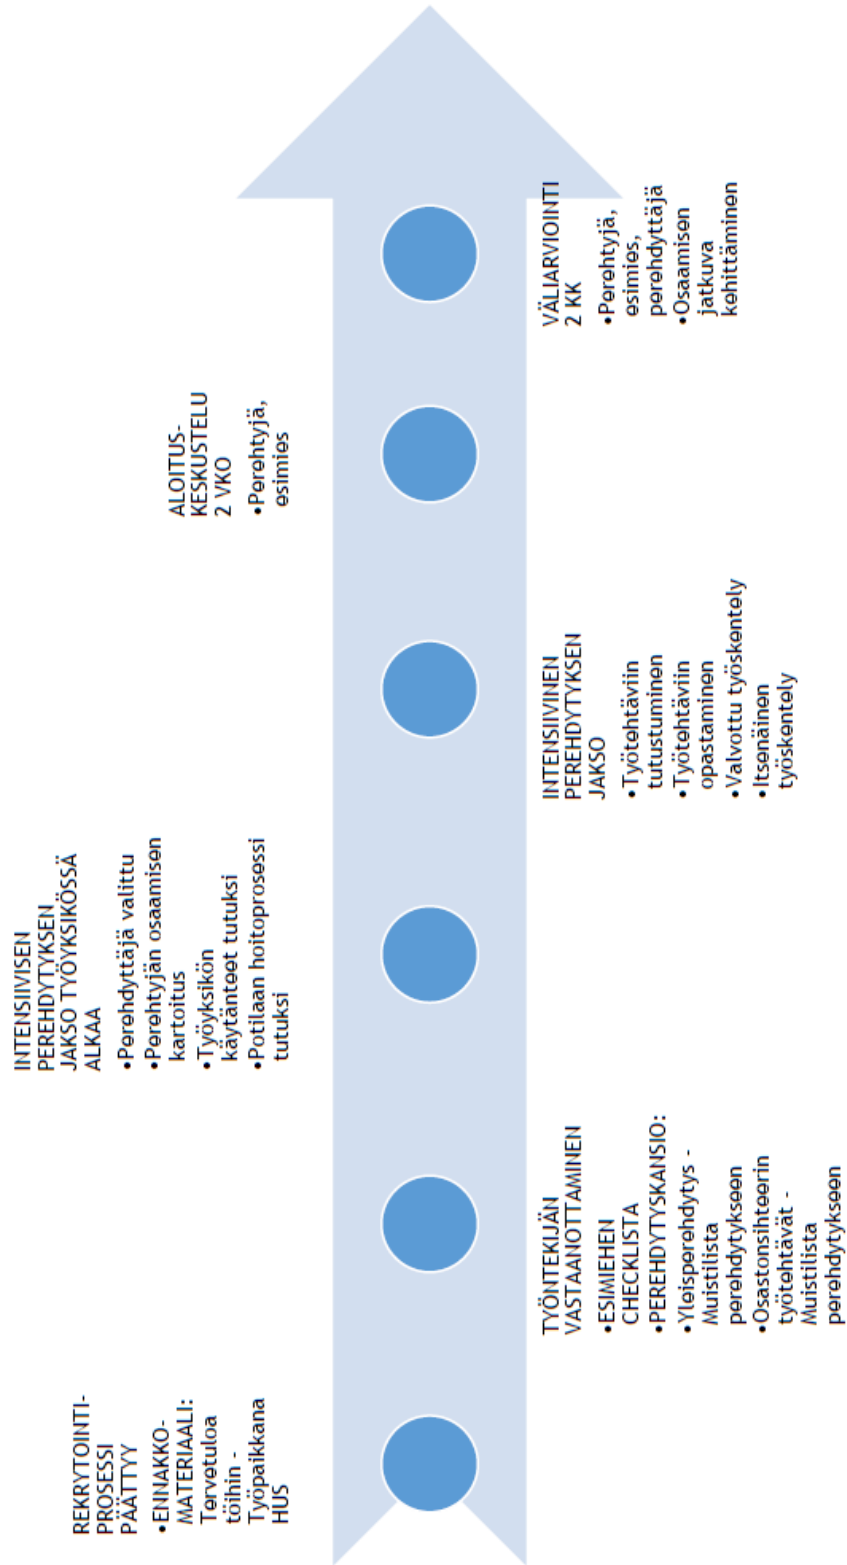 REKRYTOINTI-
PROSESSI
PÄÄTTYY
•ENNAKKO-
MATERIAALI:
Tervetuloa
töihin -
Työpaikkana
HUS
TYÖNTEKIJÄN
VASTAANOTTAMINEN
•ESIMIEHEN
CHECKLISTA
•PEREHDYTYSKANSIO:
•Yleisperehdytys -
Muistilista
perehdytykseen
•Osastonsihteerin
työtehtävät -
Muistilista
perehdytykseen
INTENSIIVISEN
PEREHDYTYKSEN
JAKSO TYÖYKSIKÖSSÄ
ALKAA
•Perehdyttäjä valittu
•Perehtyjän osaamisen
kartoitus
•Työyksikön
käytänteet tutuksi
•Potilaan hoitoprosessi
tutuksi
INTENSIIVINEN
PEREHDYTYKSEN
JAKSO
•Työtehtäviin
tutustuminen
•Työtehtäviin
opastaminen
•Valvottu työskentely
•Itsenäinen
työskentely
ALOITUS-
KESKUSTELU
2 VKO
•Perehtyjä,
esimies
VÄLIARVIOINTI
2 KK
•Perehtyjä,
esimies,
perehdyttäjä
•Osaamisen
jatkuva
kehittäminen